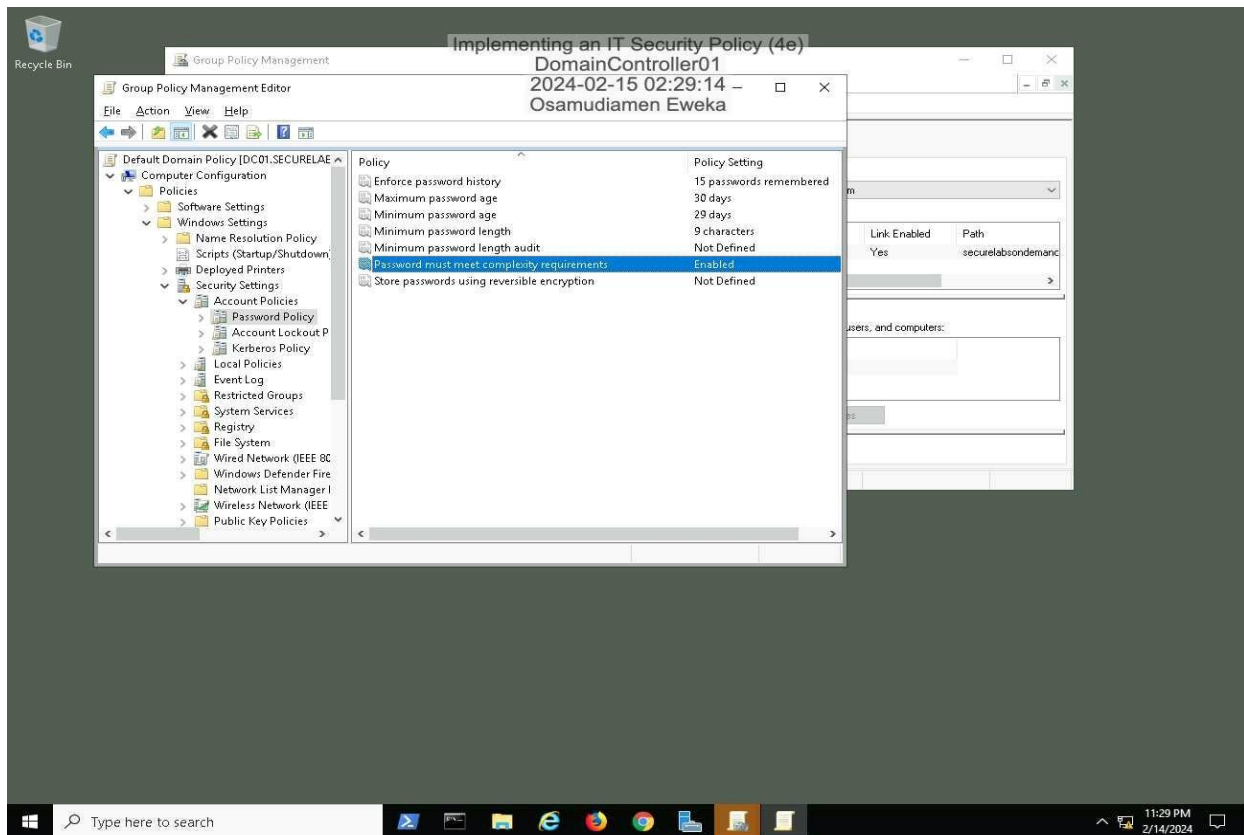 Recycle Bin
Implementing an IT Security Policy (4e)
DomainController01
2024-02-15 02:29:14
Osamudiamen Eweka
Group Policy Management
Group Policy Management Editor
File Action View Help
Default Domain Policy [DC01.SECURELAE
Computer Configuration
Policies
Software Settings
Windows Settings
Name Resolution Policy
Scripts (Startup/Shutdown
Deployed Printers
Security Settings
Account Policies
Password Policy
Account Lockout P
Kerberos Policy
Local Policies
Event Log
Restricted Groups
System Services
Registry
File System
Wired Network (IEEE 80
Windows Defender Fire
Network List Manager
Wireless Network (IEEE
Public Key Policies
Policy Policy Setting
Enforce password history 15 passwords remembered
Maximum password age 30 days
Minimum password age 29 days
Minimum password length 9 characters
Minimum password length audit Not Defined
Password must meet complexity requirements Enabled
Store passwords using reversible encryption Not Defined
m
Link Enabled Path
Yes securelabsondemand
users, and computers:
Type here to search
11:29 PM
2/14/2024